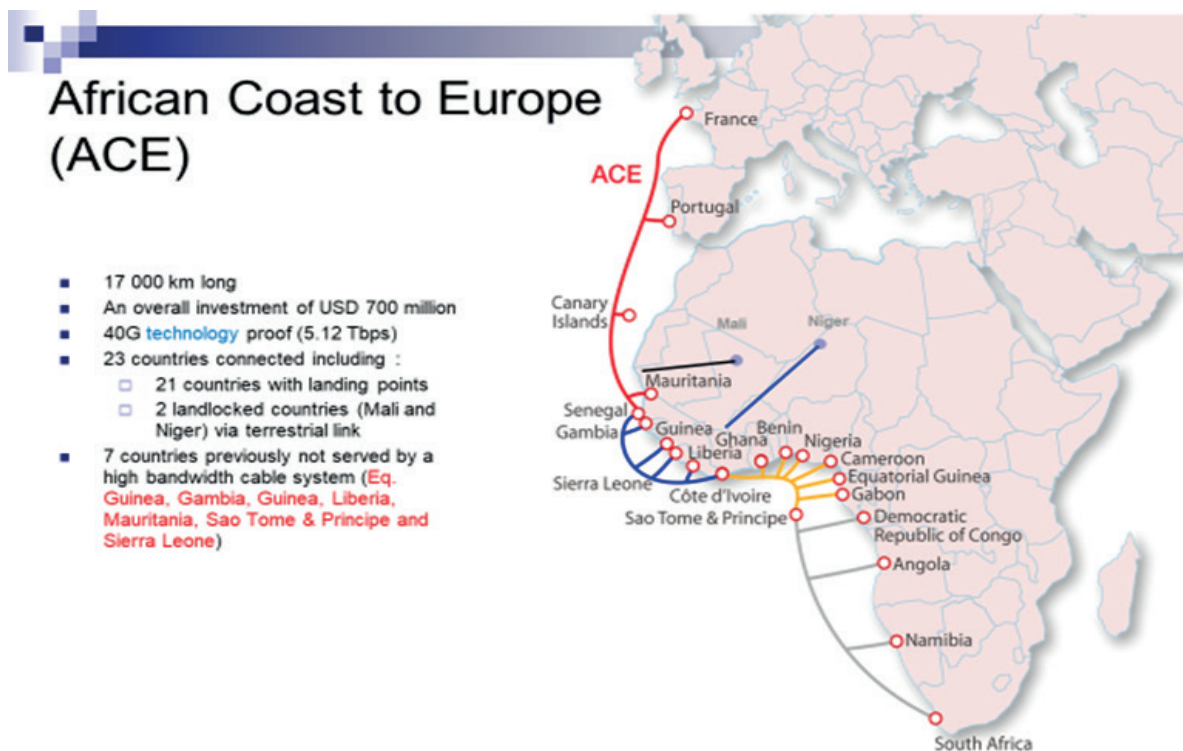 African Coast to Europe
(ACE)
17 000 km long
An overall investment of USD 700 million
40G technology proof (5.12 Tbps)
23 countries connected including :
21 countries with landing points
2 landlocked countries (Mali and
Niger) via terrestrial link
7 countries previously not served by a
high bandwidth cable system (Eq.
Guinea, Gambia, Guinea, Liberia,
Mauritania, Sao Tome & Principe and
Sierra Leone)
France
ACE
Portugal
Canary
Islands
Mali
Niger
Mauritania
Senegal
Gambia
Guinea
Liberia
Sierra Leone
Côte d'Ivoire
Ghana
Benin
Nigeria
Cameroon
Equatorial Guinea
Gabon
Sao Tome & Principe
Democratic
Republic of Congo
Angola
Namibia
South Africa